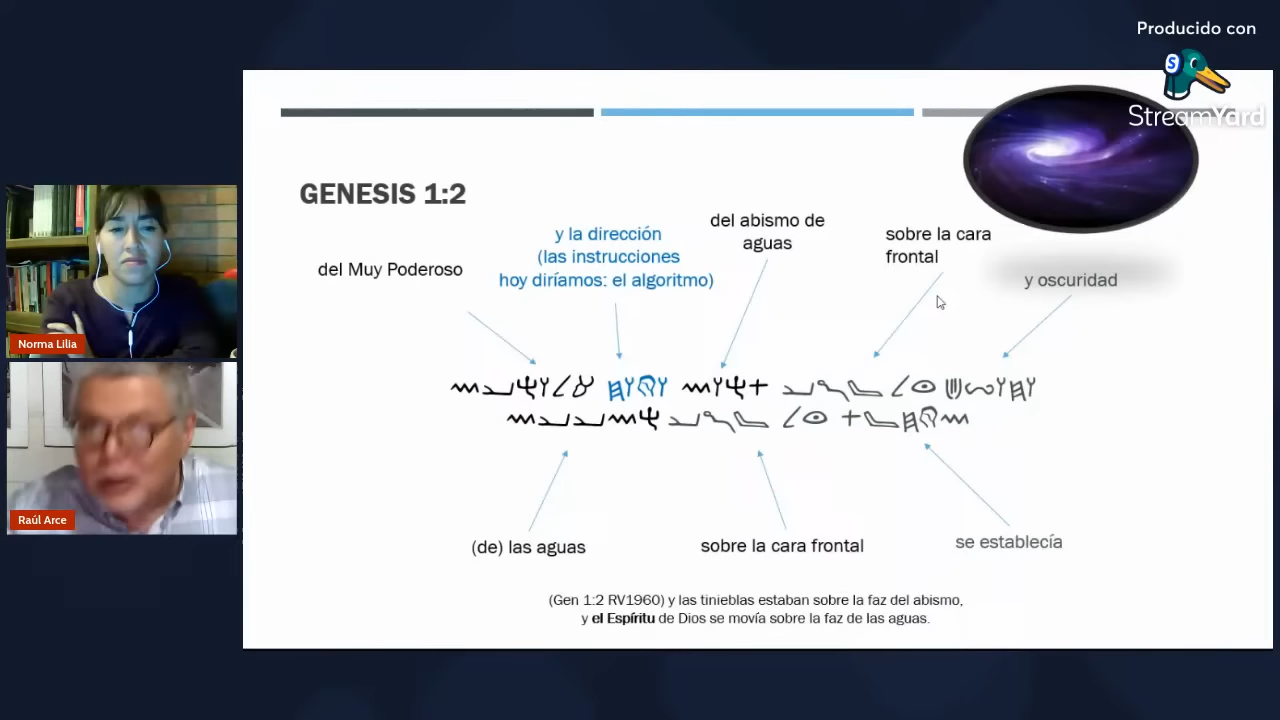 Producido con
StreamYard
GENESIS 1:2
del Muy Poderoso
y la dirección
(las instrucciones
hoy diríamos: el algoritmo)
del abismo de
aguas
sobre la cara
frontal
y oscuridad
(de) las aguas
sobre la cara frontal
se establecía
(Gen 1:2 RV1960) y las tinieblas estaban sobre la faz del abismo,
y el Espíritu de Dios se movía sobre la faz de las aguas.
Norma Lilia
Raúl Arce